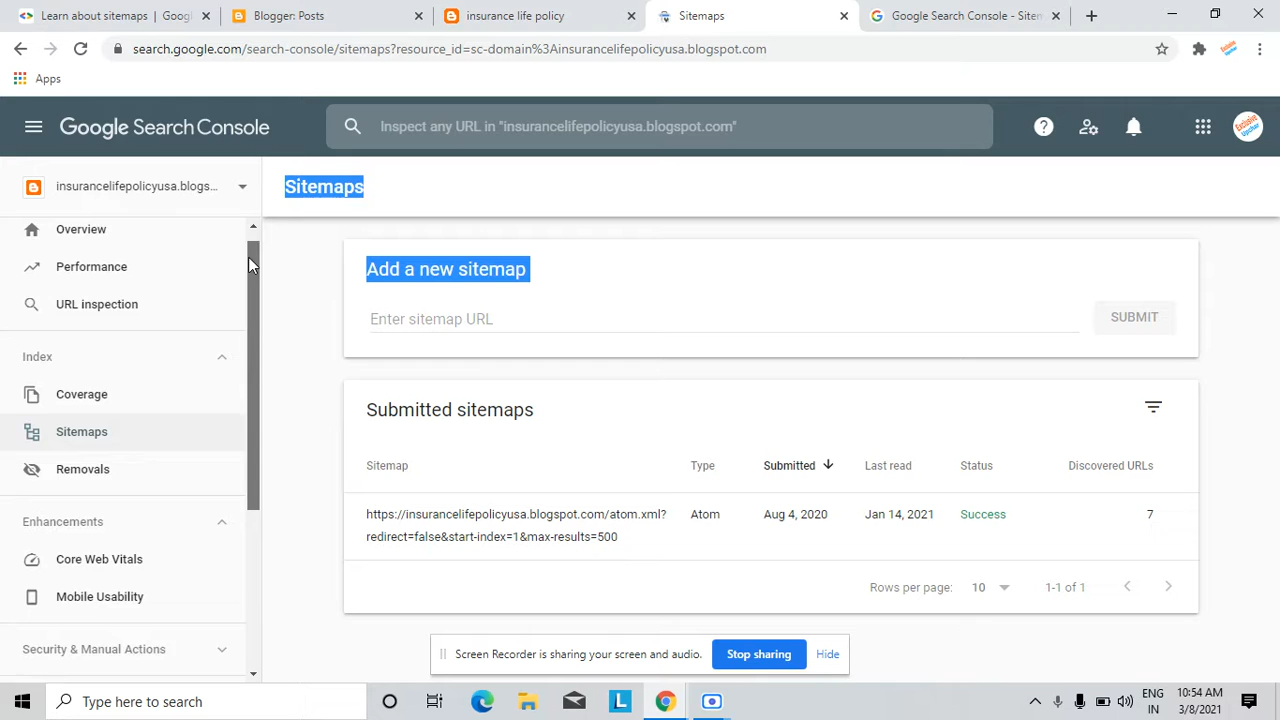 Learn about sitemaps | Googl
Blogger: Posts
insurance life policy
Sitemaps
Google Search Console - Sitem
search.google.com/search-console/sitemaps?resource_id=sc-domain%3Ainsurancelifepolicyusa.blogspot.com
Apps
Google Search Console
Inspect any URL in "insurancelifepolicyusa.blogspot.com"
insurancelifepolicyusa.blogs...
Sitemaps
Overview
Performance
URL inspection
Index
Coverage
Sitemaps
Removals
Enhancements
Core Web Vitals
Mobile Usability
Security & Manual Actions
Add a new sitemap
Enter sitemap URL
SUBMIT
Submitted sitemaps
Sitemap Type Submitted Last read Status Discovered URLs
https://insurancelifepolicyusa.blogspot.com/atom.xml? Atom Aug 4, 2020 Jan 14, 2021 Success 7
redirect=false&start-index=1&max-results=500
Rows per page: 10 1-1 of 1
Screen Recorder is sharing your screen and audio. Stop sharing Hide
Type here to search
ENG 10:54 AM
IN 3/8/2021